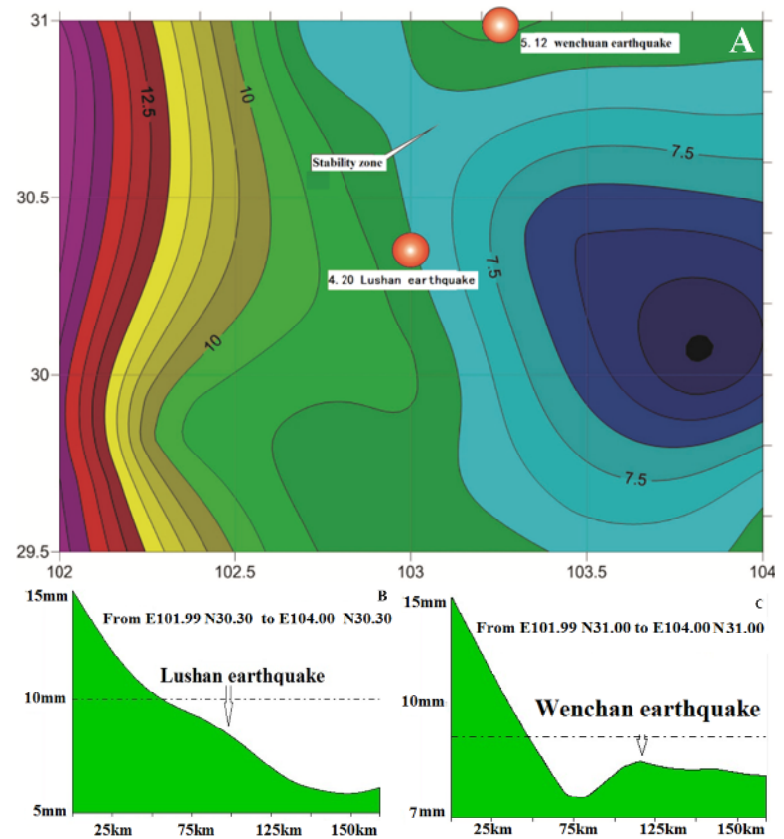 A
31
5.12 wenchuan earthquake
12.5
10
Stability zone
7.5
30.5
7.5
4.20 Lushan earthquake
10
30
7.5
29.5
102
102.5
103
103.5
104
B
15mm
From E101.99 N30.30 to E104.00 N30.30
Lushan earthquake
10mm
5mm
25km
75km
125km
150km
C
15mm
From E101.99 N31.00 to E104.00 N31.00
10mm
Wenchan earthquake
7mm
25km
75km
125km
150km